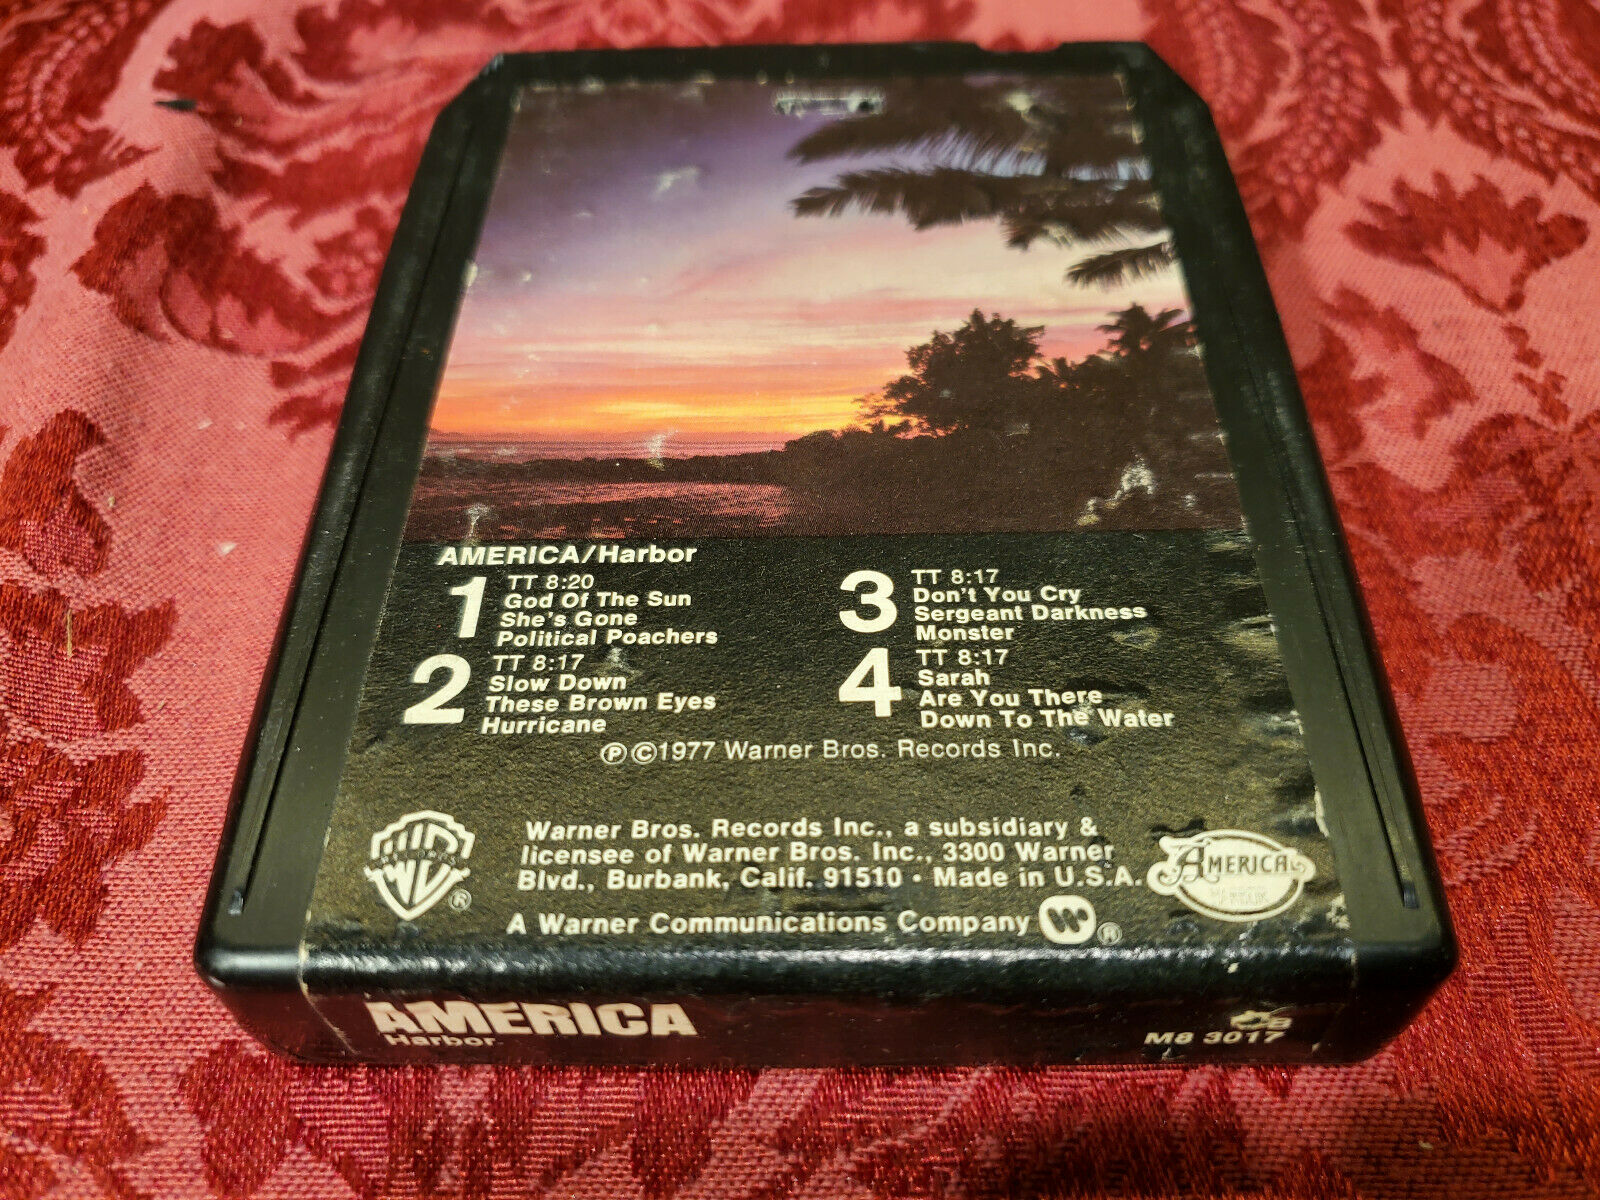 AMERICA/Harbor
1
TT 8:20
God Of The Sun
She's Gone
Political Poachers
2
TT 8:17
Slow Down
These Brown Eyes
Hurricane
3
TT 8:17
Don't You Cry
Sergeant Darkness
Monster
4
TT 8:17
Sarah
Are You There
Down To The Water
Ⓟ©1977 Warner Bros. Records Inc.
Warner Bros. Records Inc., a subsidiary &
licensee of Warner Bros. Inc., 3300 Warner
Blvd., Burbank, Calif. 91510 • Made in U.S.A.
A Warner Communications Company
®
®
AMERICA
AMERICA
Harbor
M8 3017